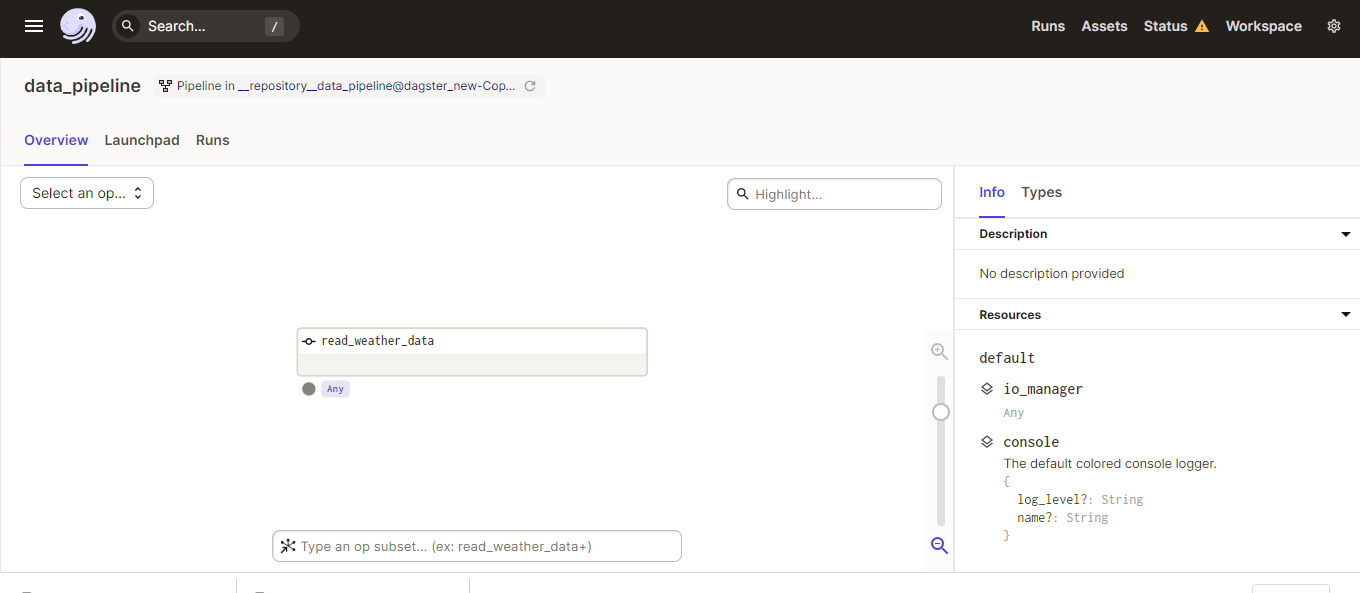 Search... /
Runs Assets Status Workspace
data_pipeline Pipeline in __repository__data_pipeline@dagster_new-Cop...
Overview Launchpad Runs
Select an op...
Highlight...
read_weather_data
Any
Type an op subset... (ex: read_weather_data+)
Info Types
Description
No description provided
Resources
default
io_manager
Any
console
The default colored console logger.
{
log_level?: String
name?: String
}